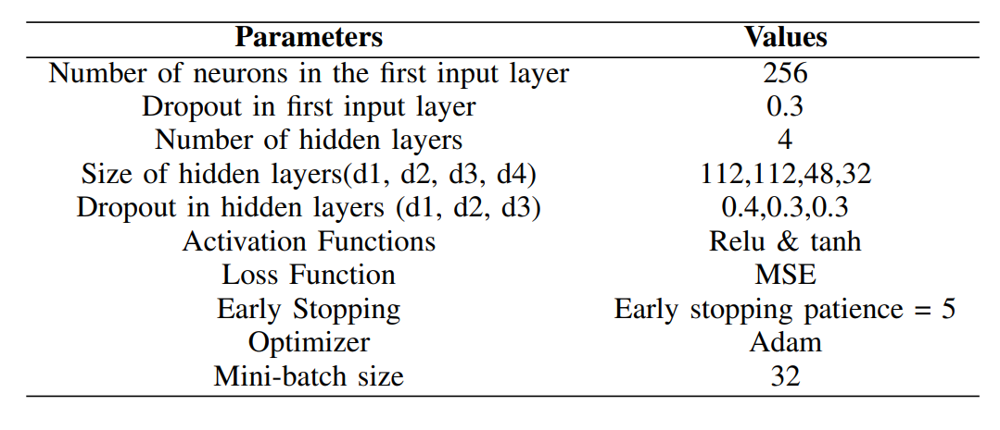 Parameters Values
Number of neurons in the first input layer 256
Dropout in first input layer 0.3
Number of hidden layers 4
Size of hidden layers(d1, d2, d3, d4) 112,112,48,32
Dropout in hidden layers (d1, d2, d3) 0.4,0.3,0.3
Activation Functions Relu & tanh
Loss Function MSE
Early Stopping Early stopping patience = 5
Optimizer Adam
Mini-batch size 32